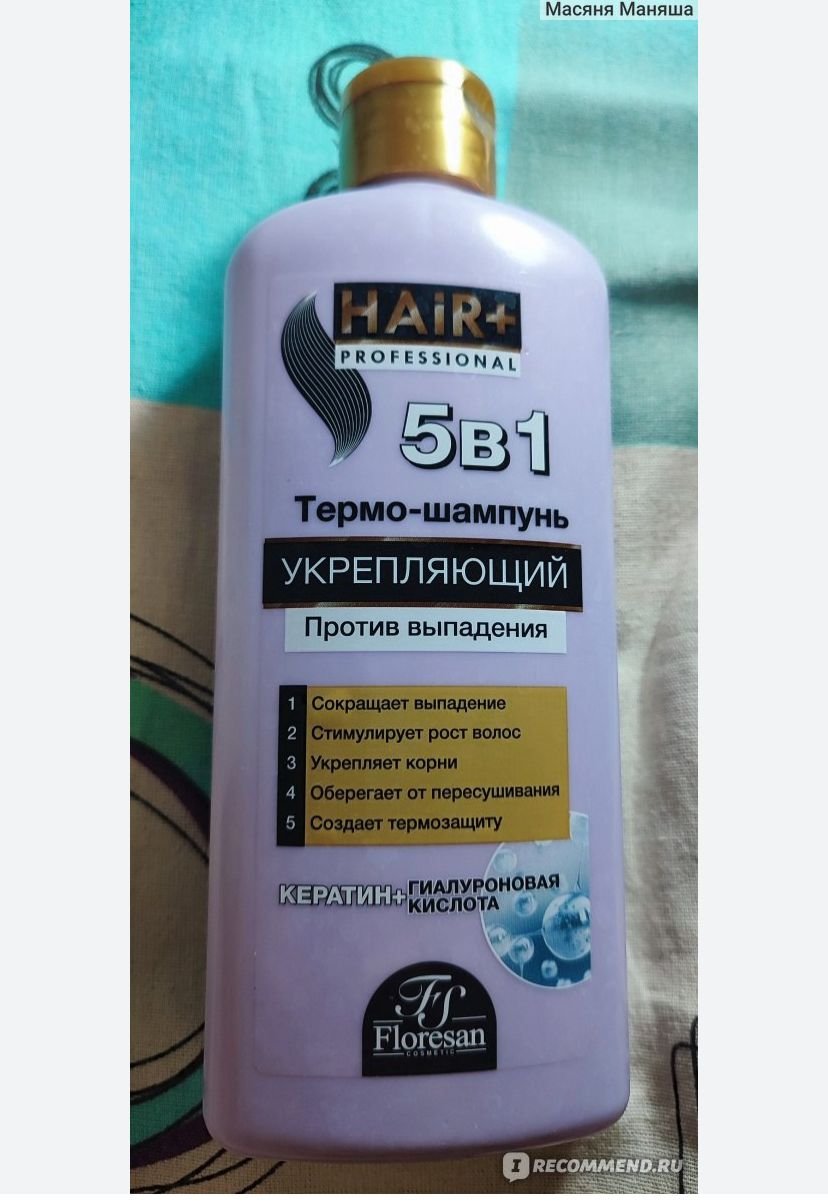 Масяня Маняша
HAiR+
PROFESSIONAL
5в1
Термо-шампунь
УКРЕПЛЯЮЩИЙ
Против выпадения
1 Сокращает выпадение
2 Стимулирует рост волос
3 Укрепляет корни
4 Оберегает от пересушивания
5 Создает термозащиту
КЕРАТИН+ ГИАЛУРОНОВАЯ
КИСЛОТА
FS
Floresan
COSMETIC
IRECOMMEND.RU